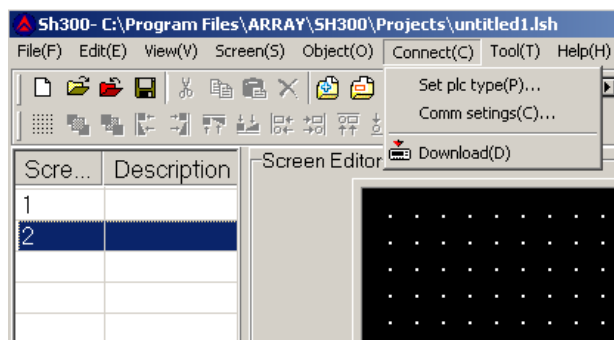 Sh300- C:\Program Files\ARRAY\SH300\Projects\untitled1.lsh
File(F) Edit(E) View(V) Screen(S) Object(O) Connect(C) Tool(T) Help(H)
Set plc type(P)...
Comm setings(C)...
Download(D)
Scre... Description
Screen Editor
1
2